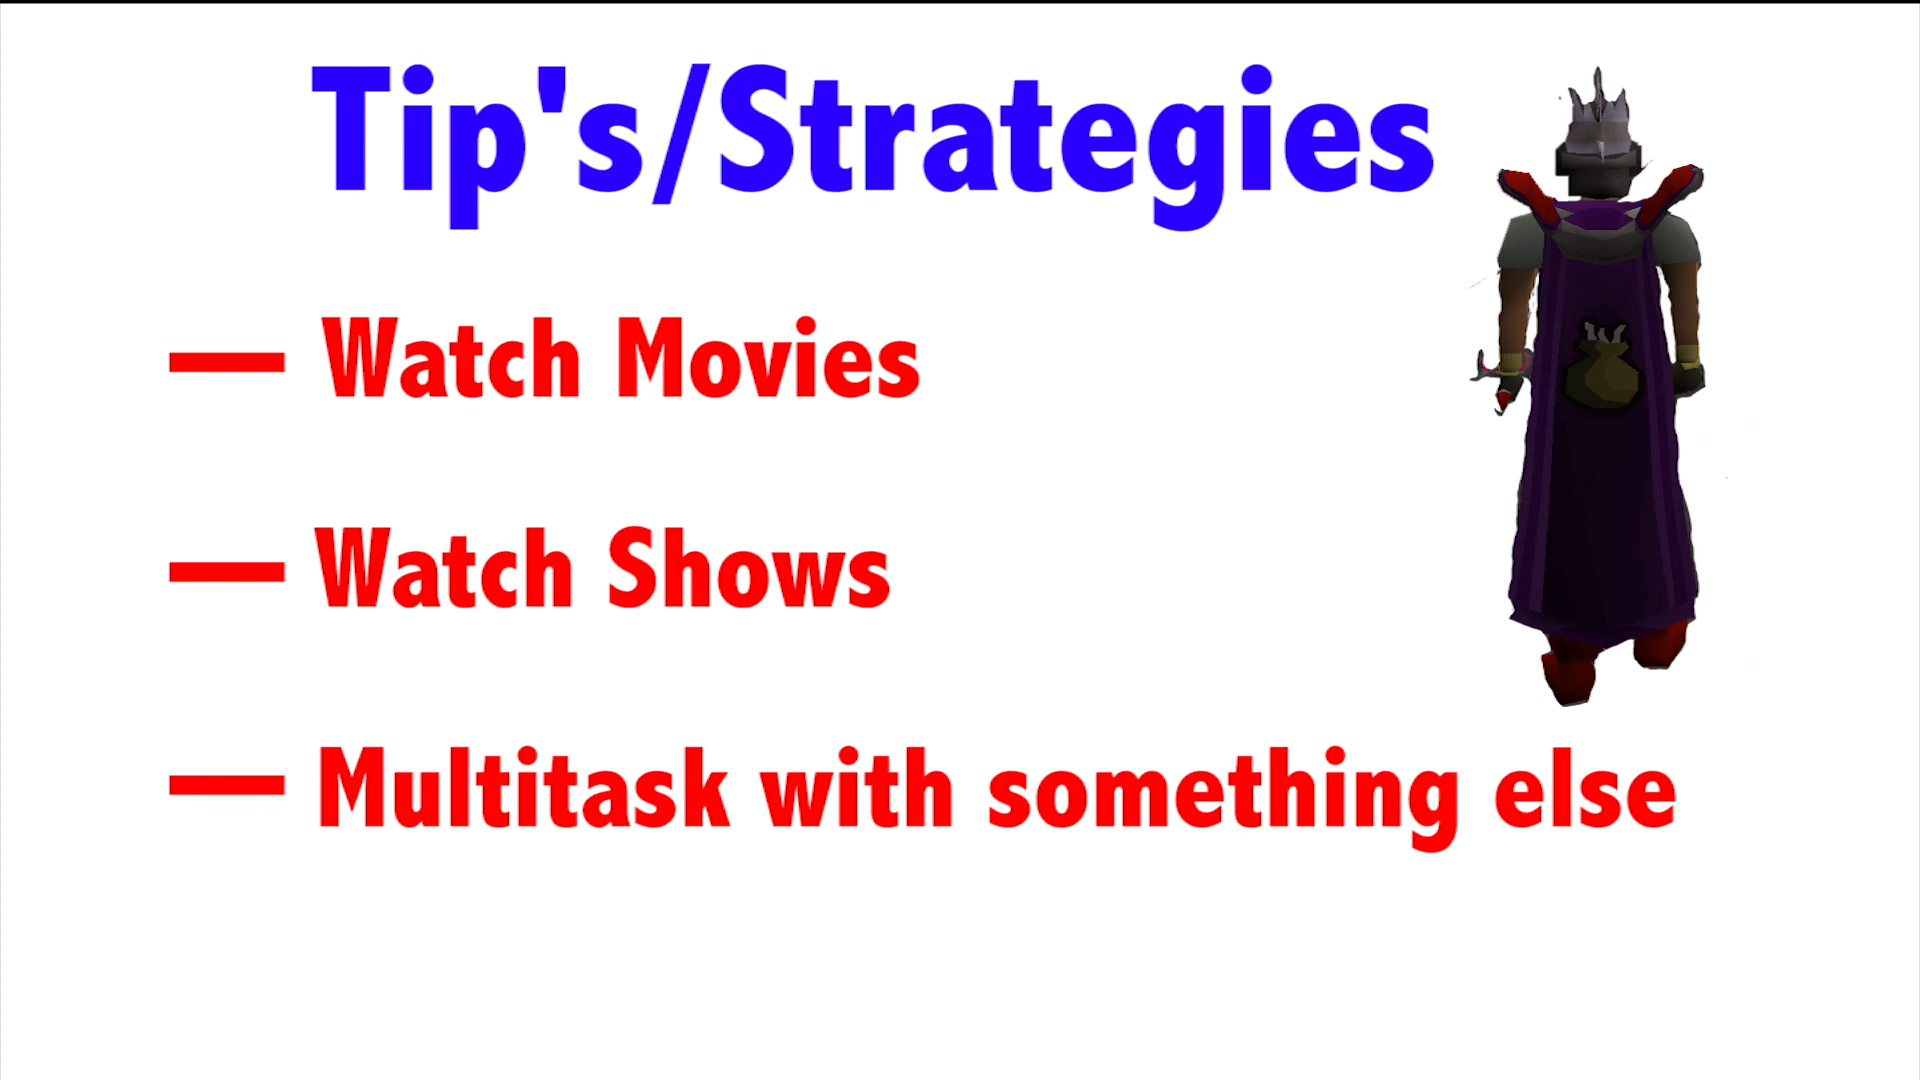 Tip's/Strategies
— Watch Movies
— Watch Shows
— Multitask with something else